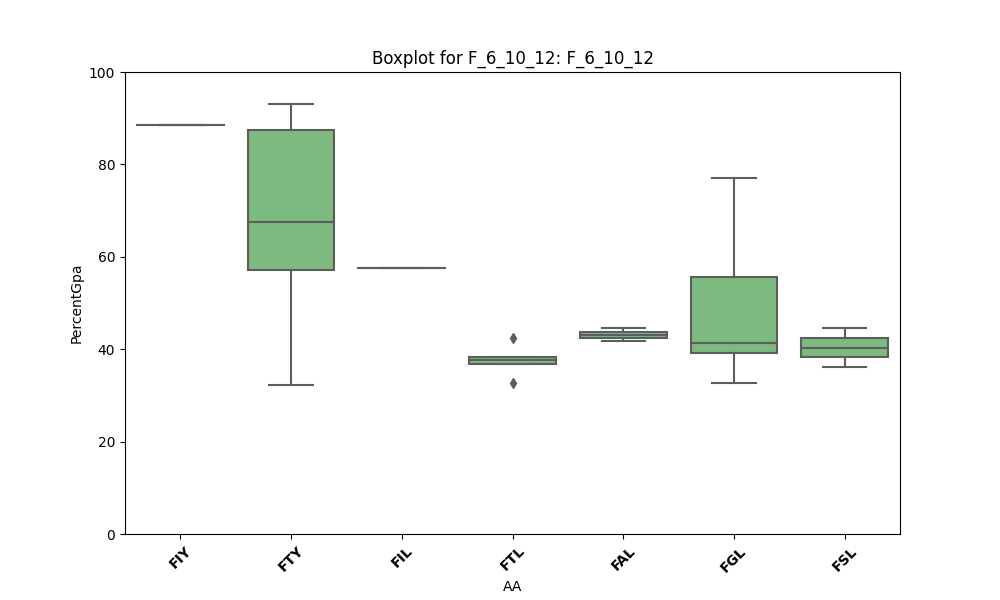 Boxplot for F_6_10_12: F_6_10_12
PercentGpa
100
80
60
40
20
0
FIY
FTY
FIL
FTL
FAL
FGL
FSL
AA